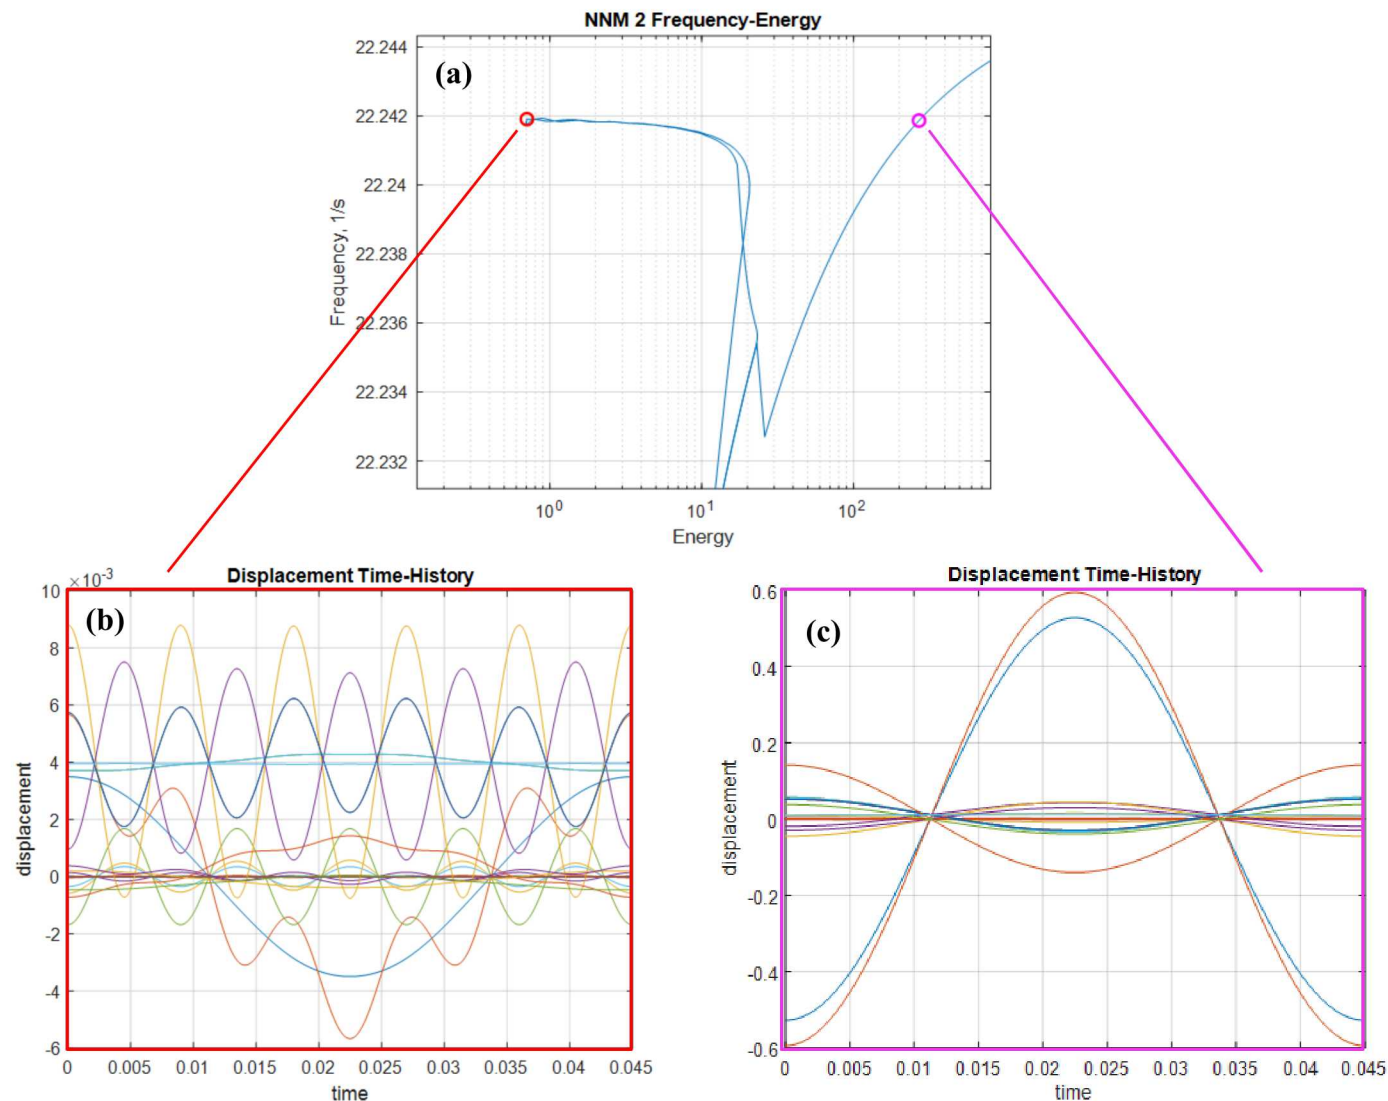 NNM 2 Frequency-Energy
(a)
22.244
22.242
22.24
22.238
22.236
22.234
22.232
Frequency, 1/s
10^0 10^1 10^2
Energy
Displacement Time-History
×10^-3
(b)
10
8
6
4
2
0
-2
-4
-6
displacement
0 0.005 0.01 0.015 0.02 0.025 0.03 0.035 0.04 0.045
time
Displacement Time-History
(c)
0.6
0.4
0.2
0
-0.2
-0.4
-0.6
displacement
0 0.005 0.01 0.015 0.02 0.025 0.03 0.035 0.04 0.045
time